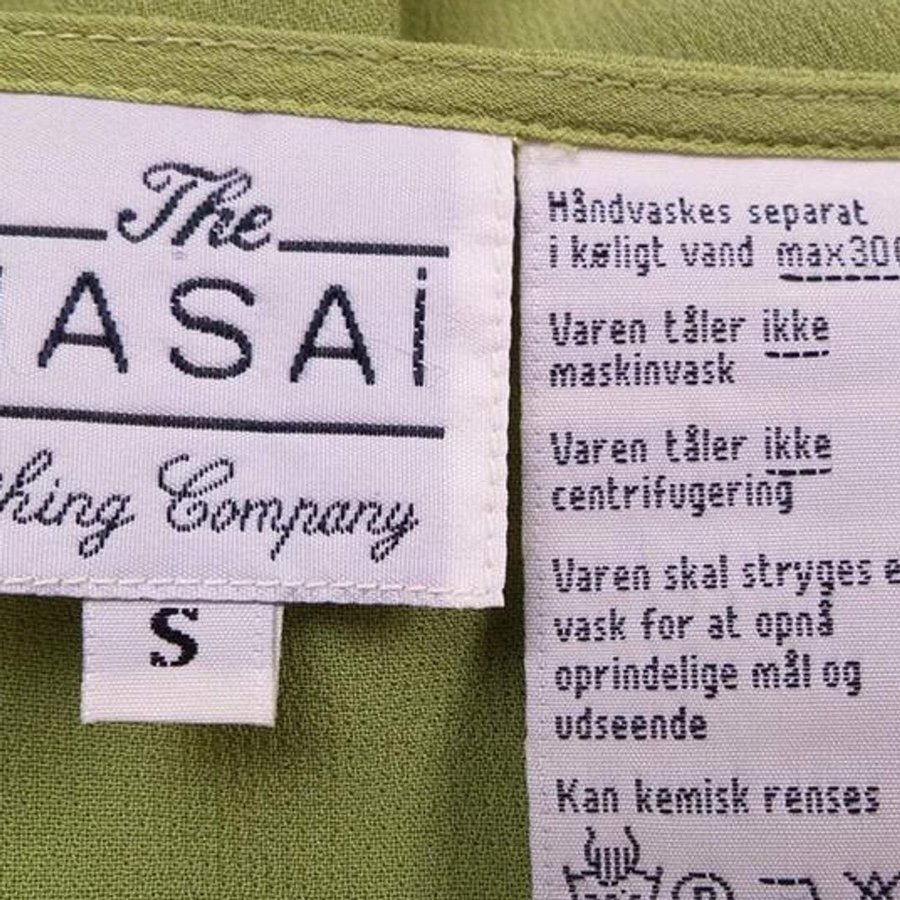 The
ASAi
Company
S
Håndvaskes separat
i køligt vand max30
Varen tåler ikke
maskinvask
Varen tåler ikke
centrifugering
Varen skal stryges
vask for at opnå
oprindelige mål og
udseende
Kan kemisk renses